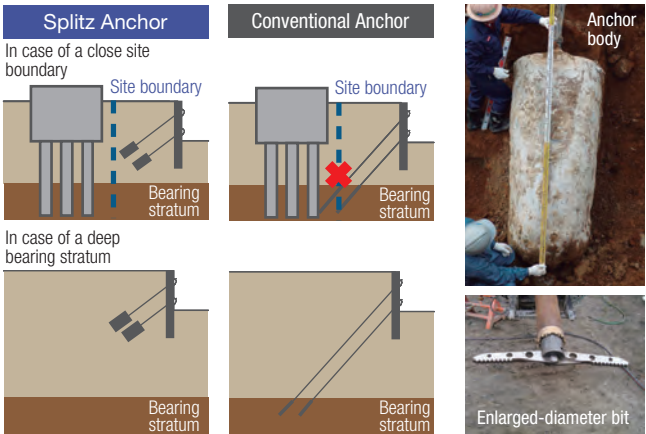 Splitz Anchor
Conventional Anchor
In case of a close site
boundary
Site boundary
Bearing
stratum
Site boundary
Bearing
stratum
In case of a deep
bearing stratum
Bearing
stratum
Bearing
stratum
Anchor
body
Enlarged-diameter bit